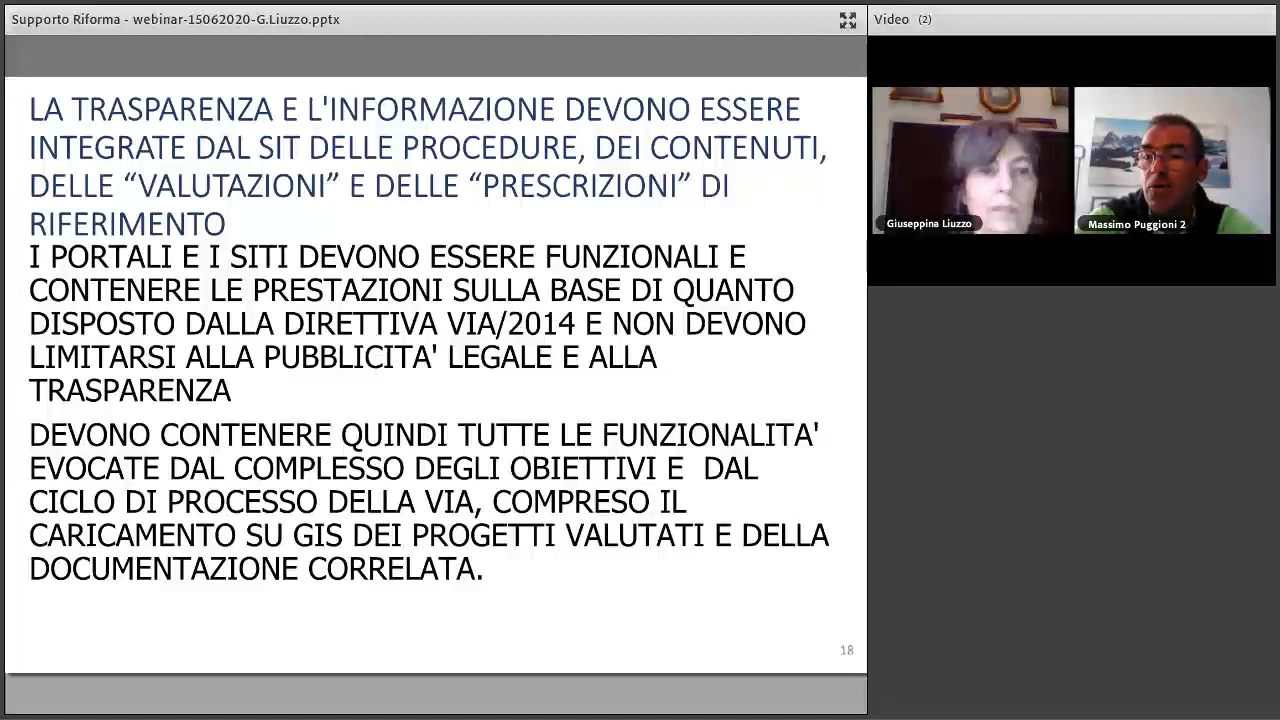 Supporto Riforma - webinar-15062020-G.Liuzzo.pptx
Video (2)
LA TRASPARENZA E L'INFORMAZIONE DEVONO ESSERE
INTEGRATE DAL SIT DELLE PROCEDURE, DEI CONTENUTI,
DELLE “VALUTAZIONI” E DELLE “PRESCRIZIONI” DI
RIFERIMENTO
I PORTALI E I SITI DEVONO ESSERE FUNZIONALI E
CONTENERE LE PRESTAZIONI SULLA BASE DI QUANTO
DISPOSTO DALLA DIRETTIVA VIA/2014 E NON DEVONO
LIMITARSI ALLA PUBBLICITA' LEGALE E ALLA
TRASPARENZA
DEVONO CONTENERE QUINDI TUTTE LE FUNZIONALITA'
EVOCATE DAL COMPLESSO DEGLI OBIETTIVI E  DAL
CICLO DI PROCESSO DELLA VIA, COMPRESO IL
CARICAMENTO SU GIS DEI PROGETTI VALUTATI E DELLA
DOCUMENTAZIONE CORRELATA.
18
Giuseppina Liuzzo
Massimo Puggioni 2